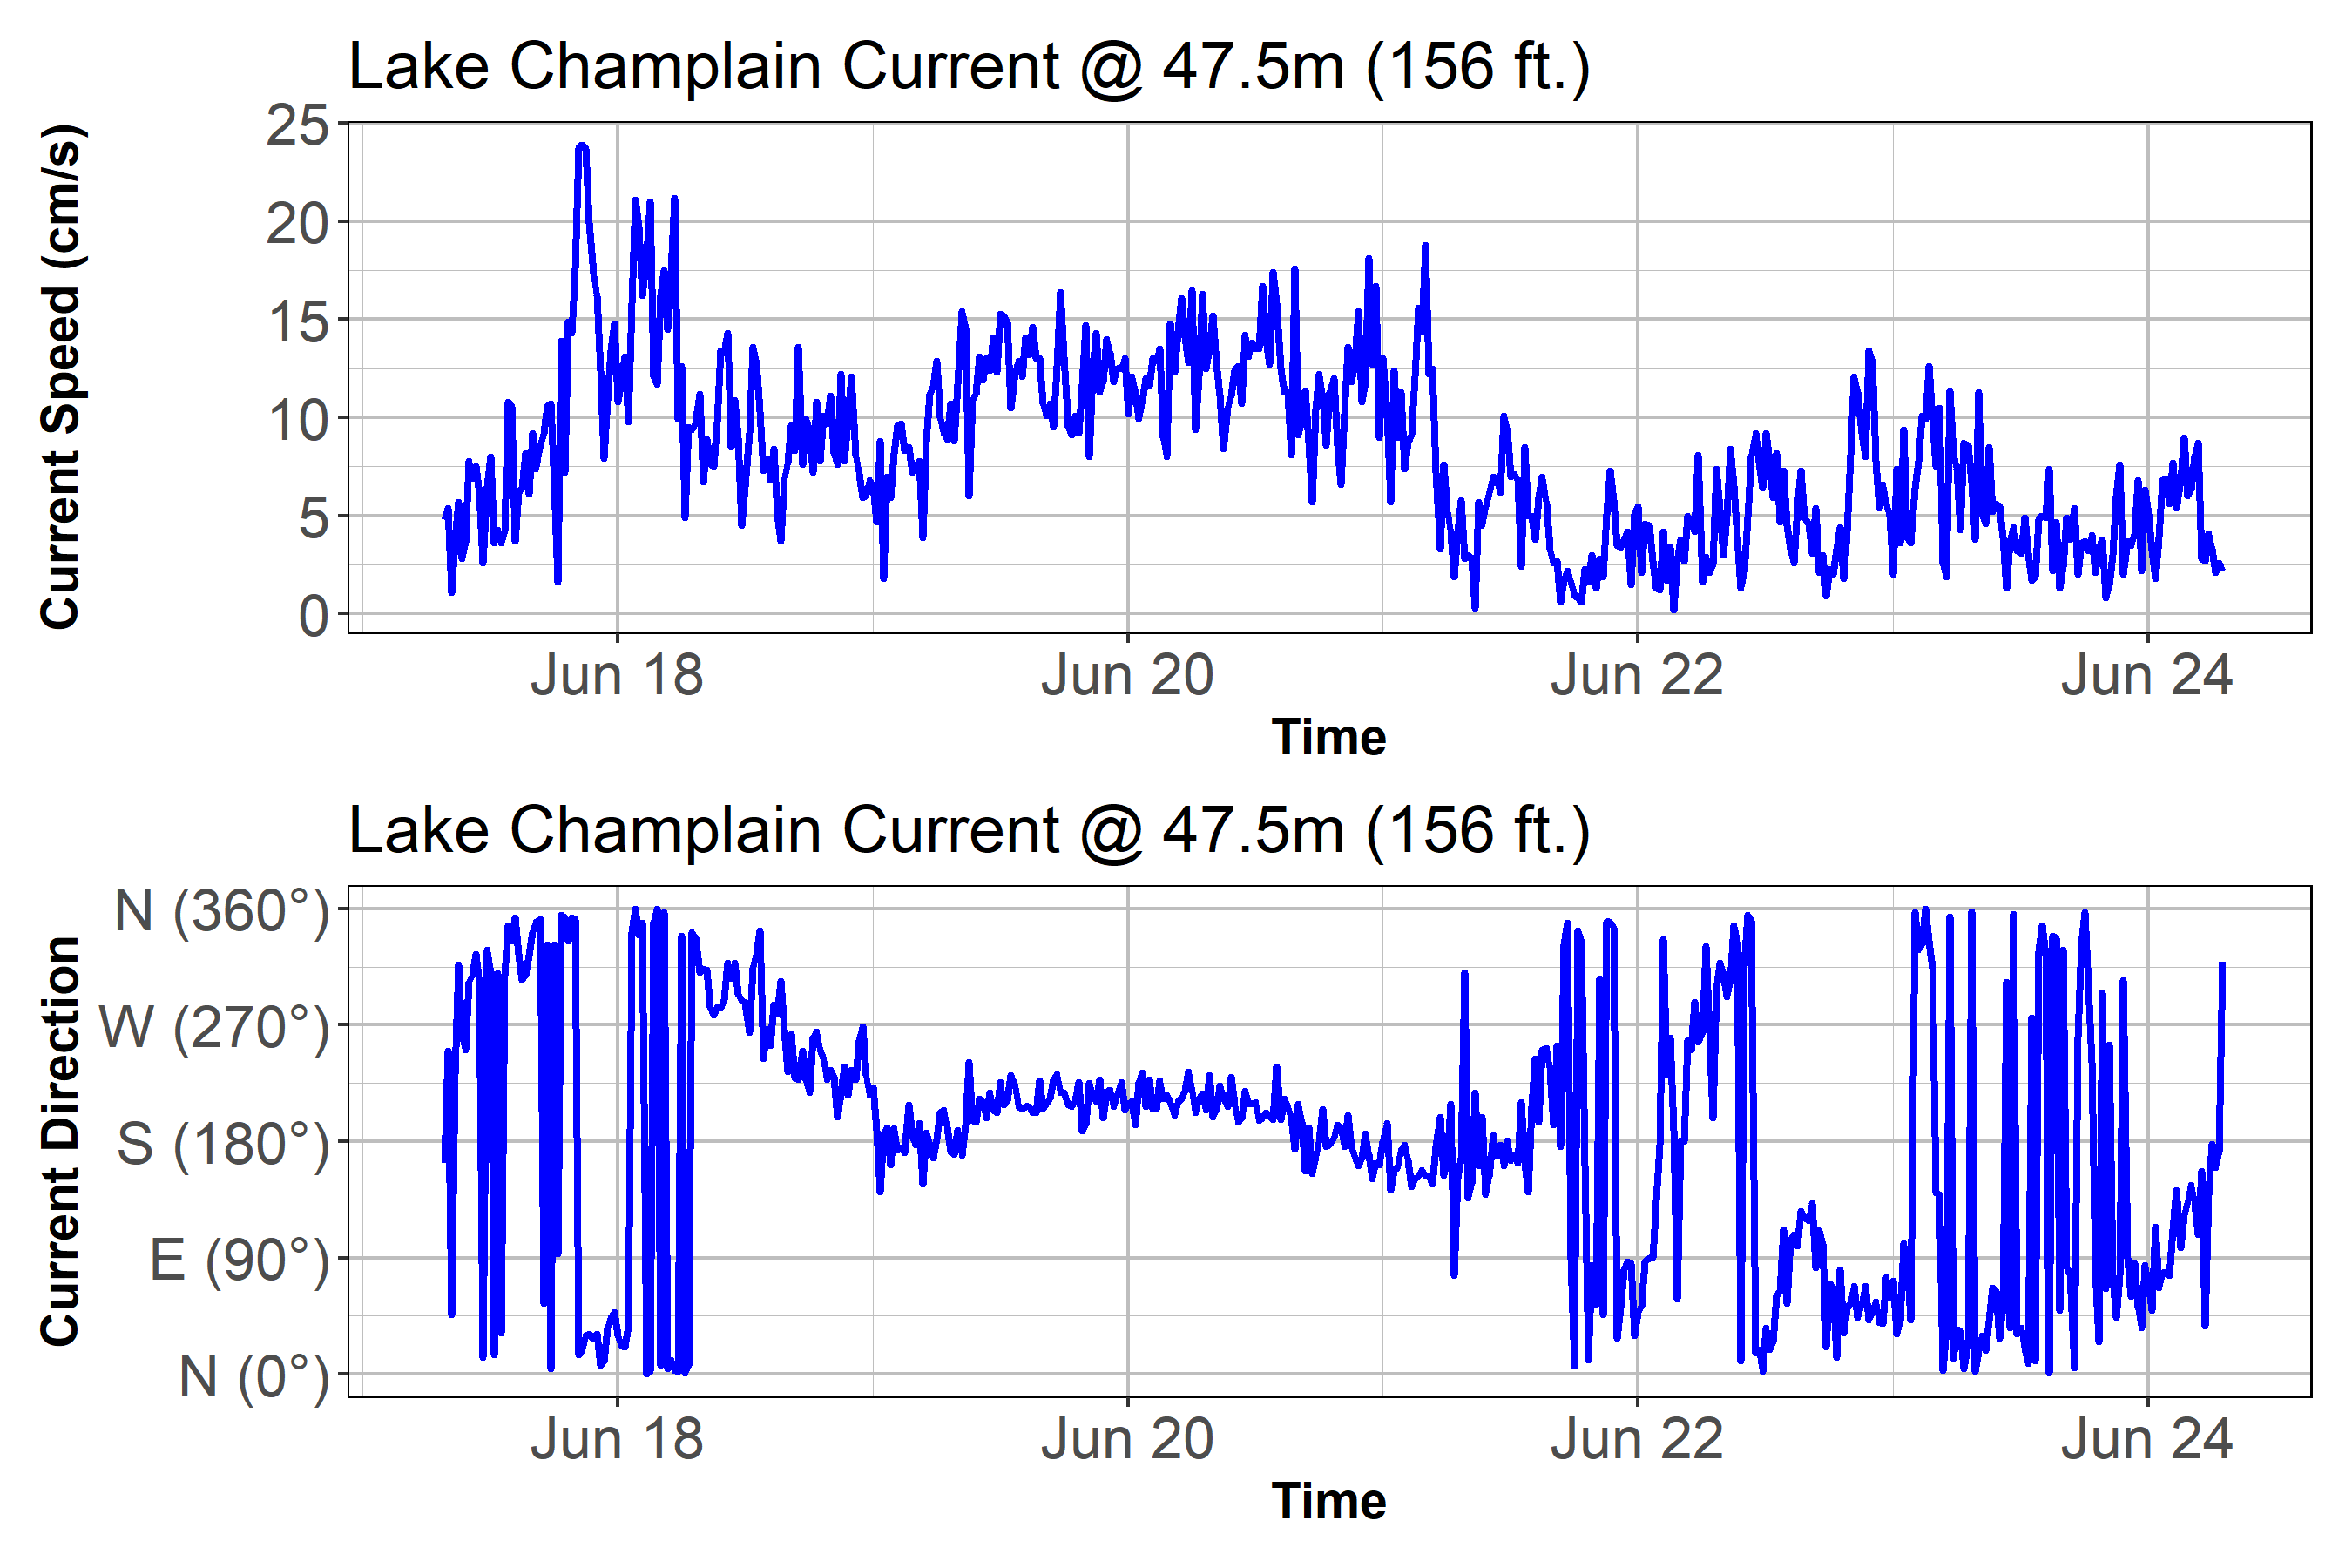 Lake Champlain Current @ 47.5m (156 ft.)
Current Speed (cm/s)
25
20
15
10
5
0
Jun 18 Jun 20 Jun 22 Jun 24
Time
Lake Champlain Current @ 47.5m (156 ft.)
Current Direction
N (360°)
W (270°)
S (180°)
E (90°)
N (0°)
Jun 18 Jun 20 Jun 22 Jun 24
Time